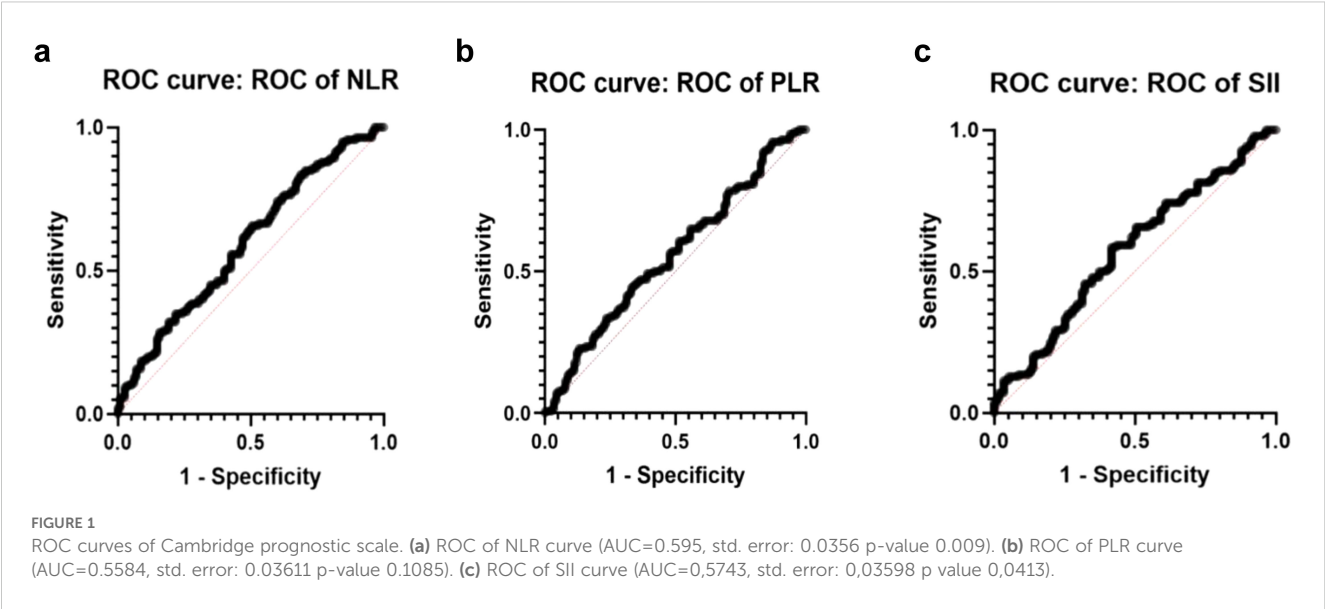 a
ROC curve: ROC of NLR
1.0
0.5
0.0
Sensitivity
0.0 0.5 1.0
1 - Specificity
b
ROC curve: ROC of PLR
1.0
0.5
0.0
Sensitivity
0.0 0.5 1.0
1 - Specificity
c
ROC curve: ROC of SII
1.0
0.5
0.0
Sensitivity
0.0 0.5 1.0
1 - Specificity
FIGURE 1
ROC curves of Cambridge prognostic scale. (a) ROC of NLR curve (AUC=0.595, std. error: 0.0356 p-value 0.009). (b) ROC of PLR curve
(AUC=0.5584, std. error: 0.03611 p-value 0.1085). (c) ROC of SII curve (AUC=0,5743, std. error: 0,03598 p value 0,0413).